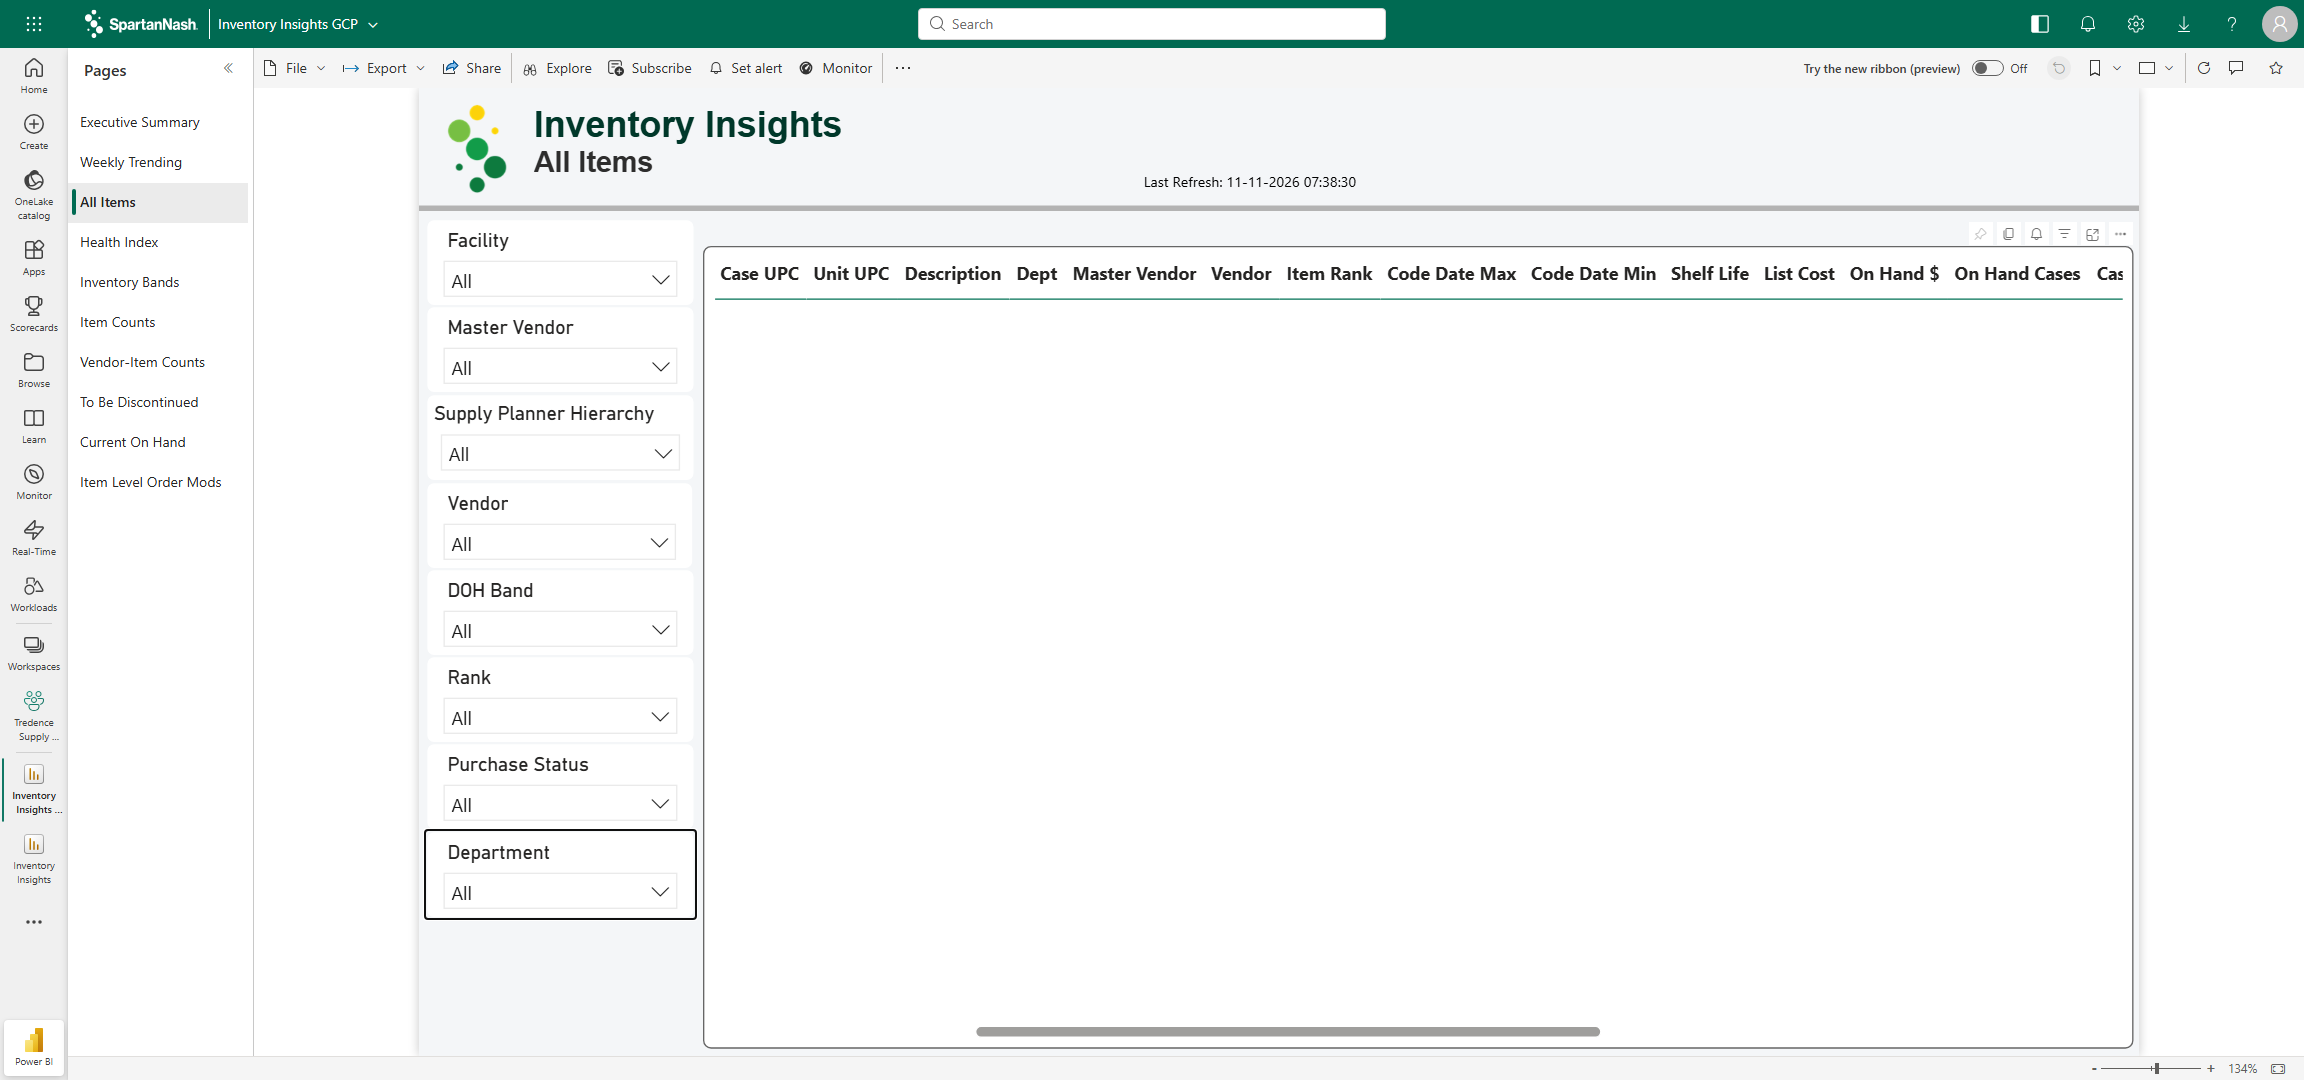 SpartanNash
Inventory Insights GCP
Search
Home
Create
OneLake
catalog
Apps
Scorecards
Browse
Learn
Monitor
Real-Time
Workloads
Workspaces
Tredence
Supply ...
Inventory
Insights ...
Inventory
Insights
Power BI
Pages
Executive Summary
Weekly Trending
All Items
Health Index
Inventory Bands
Item Counts
Vendor-Item Counts
To Be Discontinued
Current On Hand
Item Level Order Mods
File Export Share Explore Subscribe Set alert Monitor ... Try the new ribbon (preview) Off
Inventory Insights
All Items
Last Refresh: 11-11-2026 07:38:30
Facility
All
Master Vendor
All
Supply Planner Hierarchy
All
Vendor
All
DOH Band
All
Rank
All
Purchase Status
All
Department
All
Case UPC Unit UPC Description Dept Master Vendor Vendor Item Rank Code Date Max Code Date Min Shelf Life List Cost On Hand $ On Hand Cases Cas
- + 134%